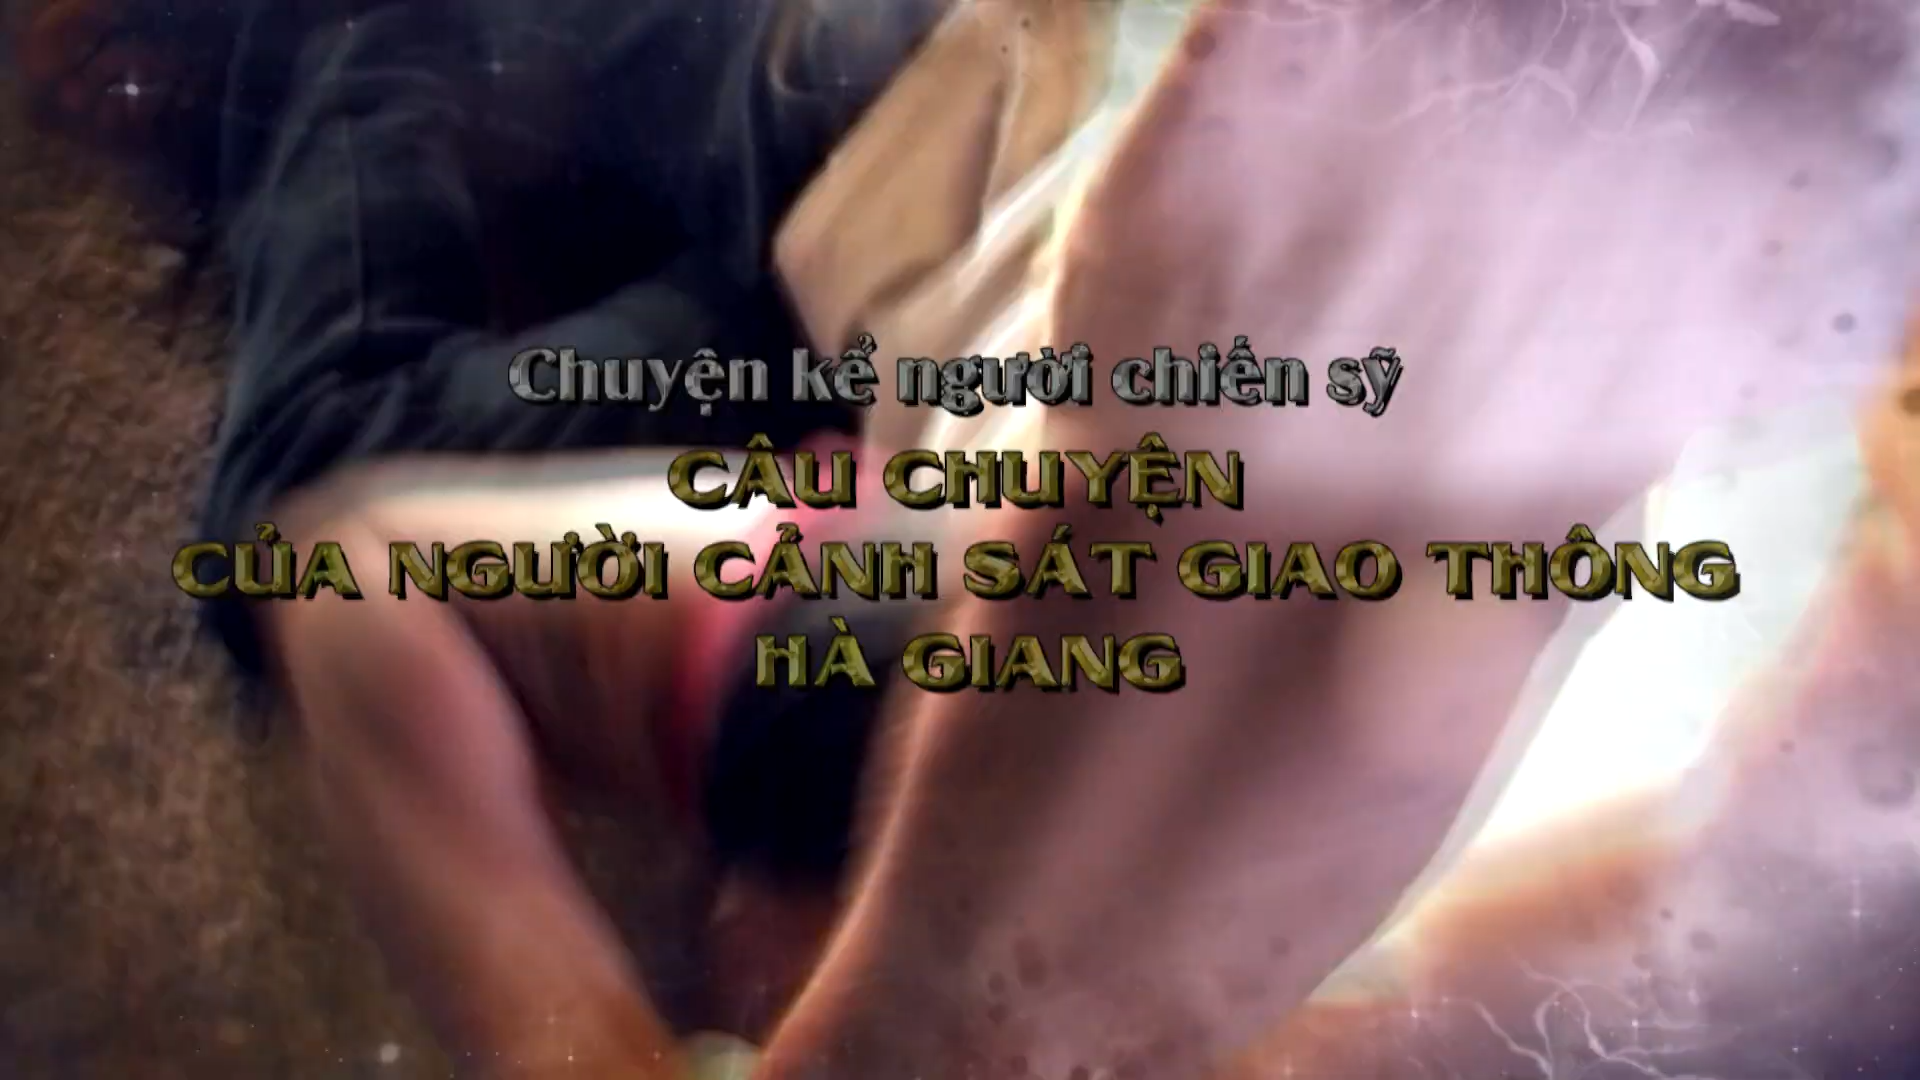 Chuyện kể người chiến sỹ
CÂU CHUYỆN
CỦA NGƯỜI CẢNH SÁT GIAO THÔNG
HÀ GIANG